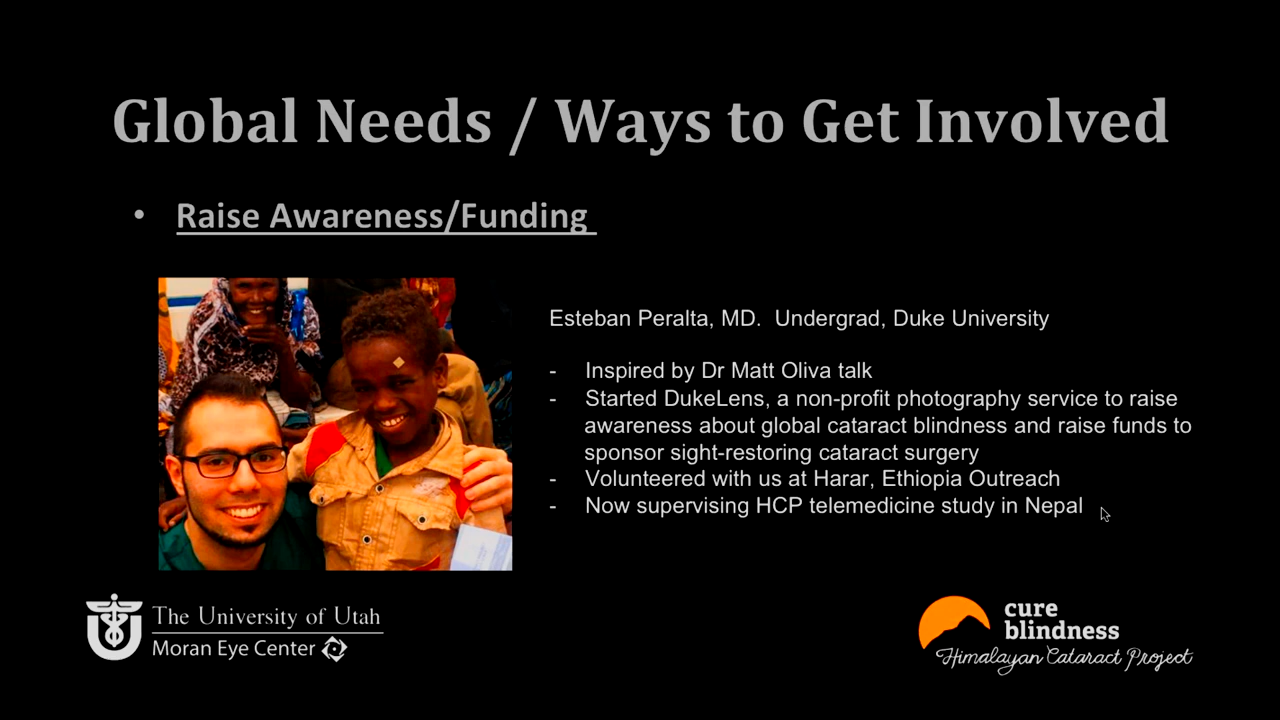 Global Needs / Ways to Get Involved
• Raise Awareness/Funding
Esteban Peralta, MD. Undergrad, Duke University
- Inspired by Dr Matt Oliva talk
- Started DukeLens, a non-profit photography service to raise
awareness about global cataract blindness and raise funds to
sponsor sight-restoring cataract surgery
- Volunteered with us at Harar, Ethiopia Outreach
- Now supervising HCP telemedicine study in Nepal
The University of Utah
Moran Eye Center
cure
blindness
Himalayan Cataract Project